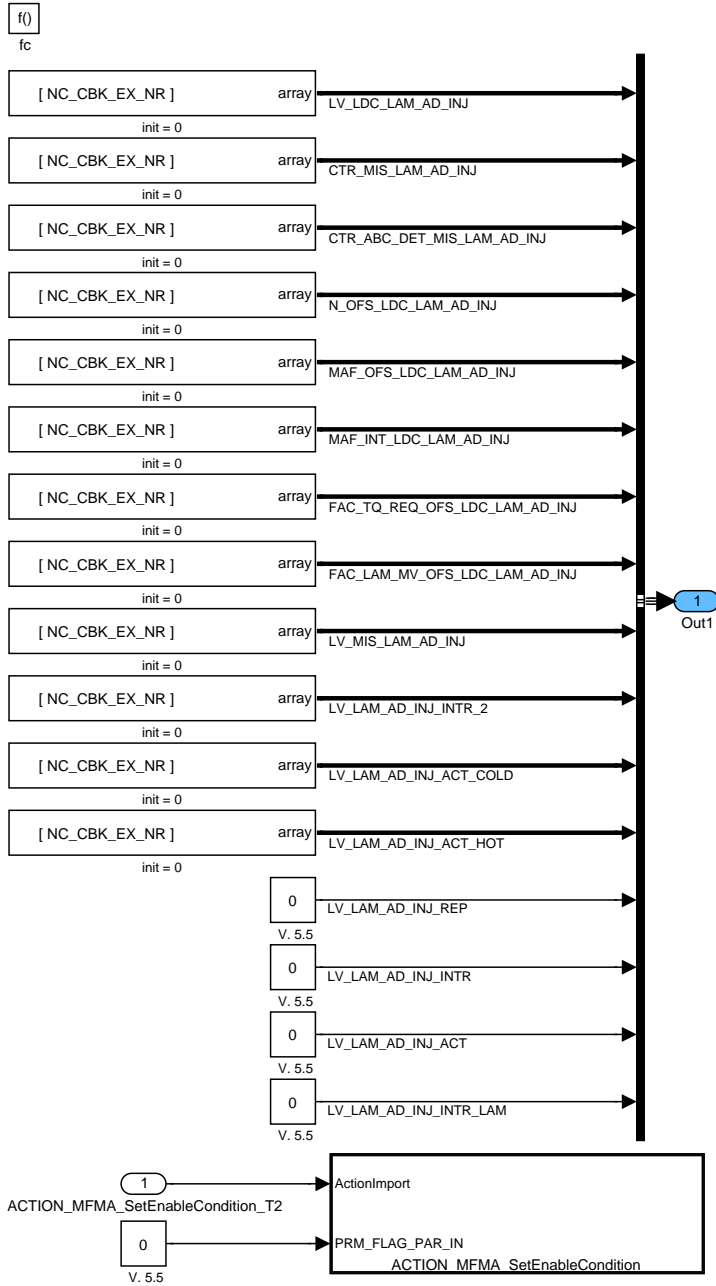 f()
fc
[ NC_CBK_EX_NR ] array LV_LDC_LAM_AD_INJ
init = 0
[ NC_CBK_EX_NR ] array CTR_MIS_LAM_AD_INJ
init = 0
[ NC_CBK_EX_NR ] array CTR_ABC_DET_MIS_LAM_AD_INJ
init = 0
[ NC_CBK_EX_NR ] array N_OFS_LDC_LAM_AD_INJ
init = 0
[ NC_CBK_EX_NR ] array MAF_OFS_LDC_LAM_AD_INJ
init = 0
[ NC_CBK_EX_NR ] array MAF_INT_LDC_LAM_AD_INJ
init = 0
[ NC_CBK_EX_NR ] array FAC_TQ_REQ_OFS_LDC_LAM_AD_INJ
init = 0
[ NC_CBK_EX_NR ] array FAC_LAM_MV_OFS_LDC_LAM_AD_INJ
init = 0
1
Out1
[ NC_CBK_EX_NR ] array LV_MIS_LAM_AD_INJ
init = 0
[ NC_CBK_EX_NR ] array LV_LAM_AD_INJ_INTR_2
init = 0
[ NC_CBK_EX_NR ] array LV_LAM_AD_INJ_ACT_COLD
init = 0
[ NC_CBK_EX_NR ] array LV_LAM_AD_INJ_ACT_HOT
init = 0
0 LV_LAM_AD_INJ_REP
V. 5.5
0 LV_LAM_AD_INJ_INTR
V. 5.5
0 LV_LAM_AD_INJ_ACT
V. 5.5
0 LV_LAM_AD_INJ_INTR_LAM
V. 5.5
1 ActionImport
ACTION_MFMA_SetEnableCondition_T2
0 PRM_FLAG_PAR_IN
V. 5.5
ACTION_MFMA_SetEnableCondition